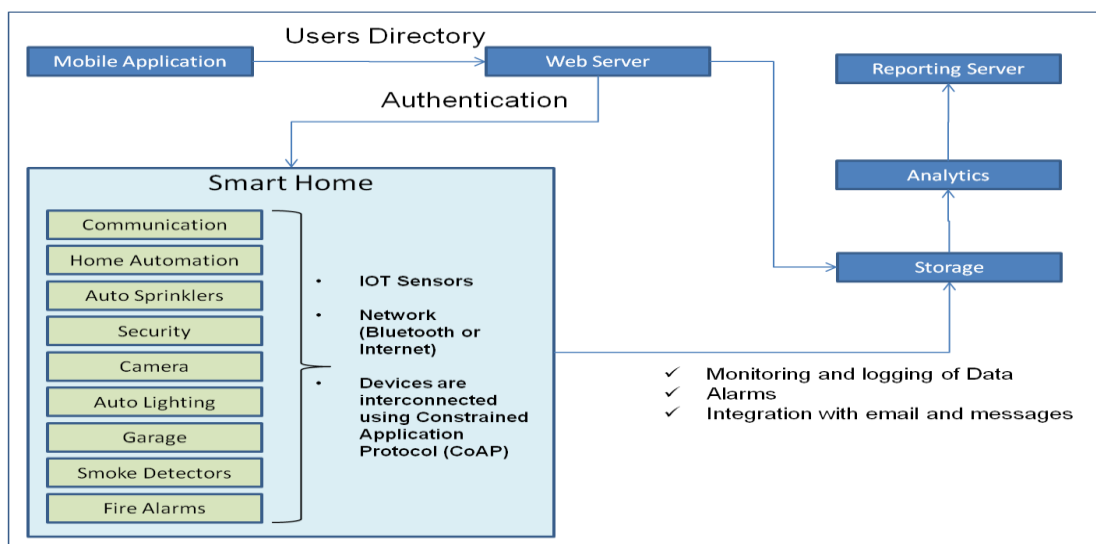 Users Directory
Mobile Application
Web Server
Reporting Server
Authentication
Analytics
Storage
Smart Home
Communication
Home Automation
Auto Sprinklers
Security
Camera
Auto Lighting
Garage
Smoke Detectors
Fire Alarms
• IOT Sensors
• Network
(Bluetooth or
Internet)
• Devices are
interconnected
using Constrained
Application
Protocol (CoAP)
✓ Monitoring and logging of Data
✓ Alarms
✓ Integration with email and messages